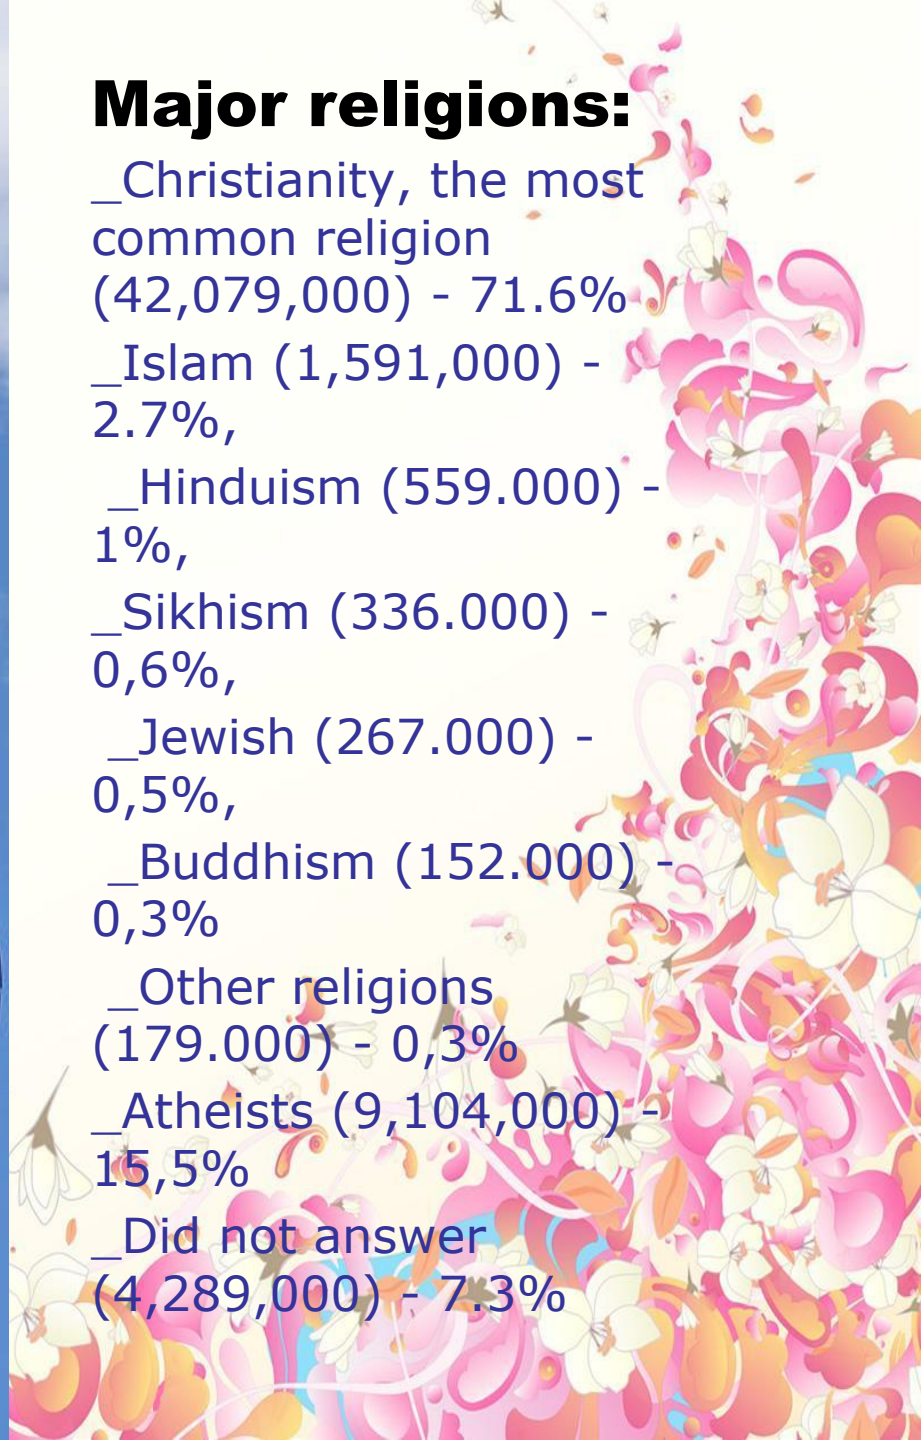 Major religions:
_Christianity, the most
common religion
(42,079,000) - 71.6%
_Islam (1,591,000) -
2.7%,
_Hinduism (559.000) -
1%,
_Sikhism (336.000) -
0,6%,
_Jewish (267.000) -
0,5%,
_Buddhism (152.000) -
0,3%
_Other religions
(179.000) - 0,3%
_Atheists (9,104,000) -
15,5%
_Did not answer
(4,289,000) - 7.3%